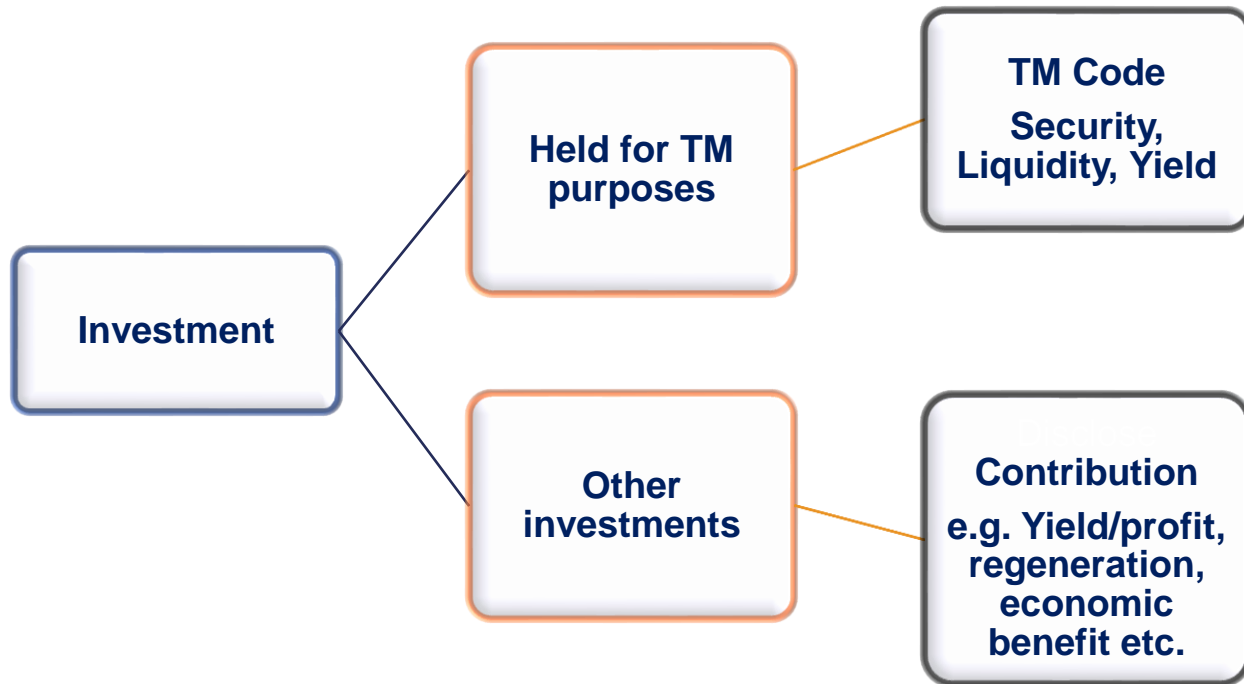 Investment
Held for TM
purposes
TM Code
Security,
Liquidity, Yield
Other
investments
Disclose
Contribution
e.g. Yield/profit,
regeneration,
economic
benefit etc.